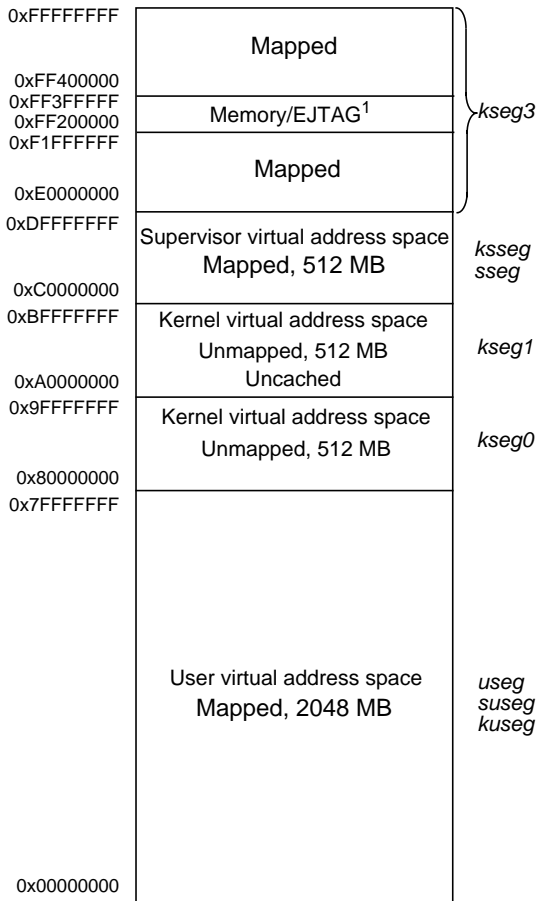 0xFFFFFFFF
Mapped
0xFF400000
0xFF3FFFFF
Memory/EJTAG1
kseg3
0xFF200000
0xF1FFFFFF
Mapped
0xE0000000
0xDFFFFFFF
Supervisor virtual address space
Mapped, 512 MB
ksseg
sseg
0xC0000000
0xBFFFFFFF
Kernel virtual address space
Unmapped, 512 MB
Uncached
kseg1
0xA0000000
0x9FFFFFFF
Kernel virtual address space
Unmapped, 512 MB
kseg0
0x80000000
0x7FFFFFFF
User virtual address space
Mapped, 2048 MB
useg
suseg
kuseg
0x00000000